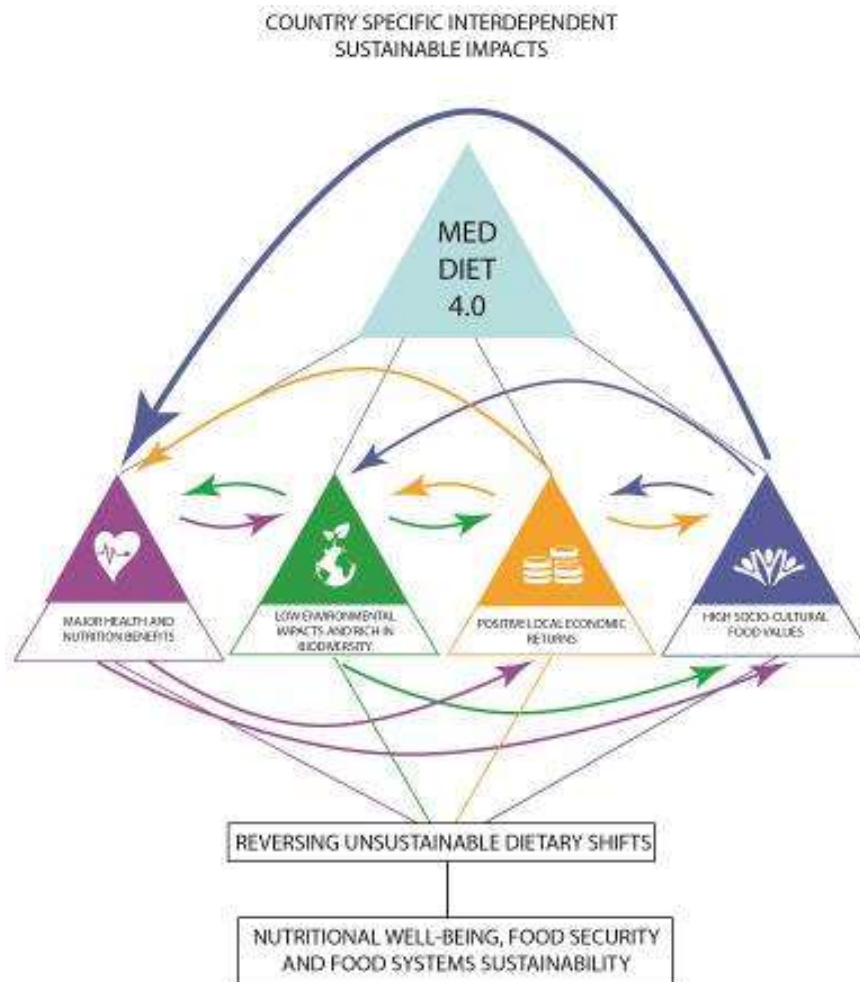 COUNTRY SPECIFIC INTERDEPENDENT
SUSTAINABLE IMPACTS
MED
DIET
4.0
MAJOR HEALTH AND
NUTRITION BENEFITS
LOW ENVIRONMENTAL
IMPACTS AND RICH IN
BIODIVERSITY
POSITIVE LOCAL ECONOMIC
RETURNS
HIGH SOCIO-CULTURAL
FOOD VALUES
REVERSING UNSUSTAINABLE DIETARY SHIFTS
NUTRITIONAL WELL-BEING, FOOD SECURITY
AND FOOD SYSTEMS SUSTAINABILITY